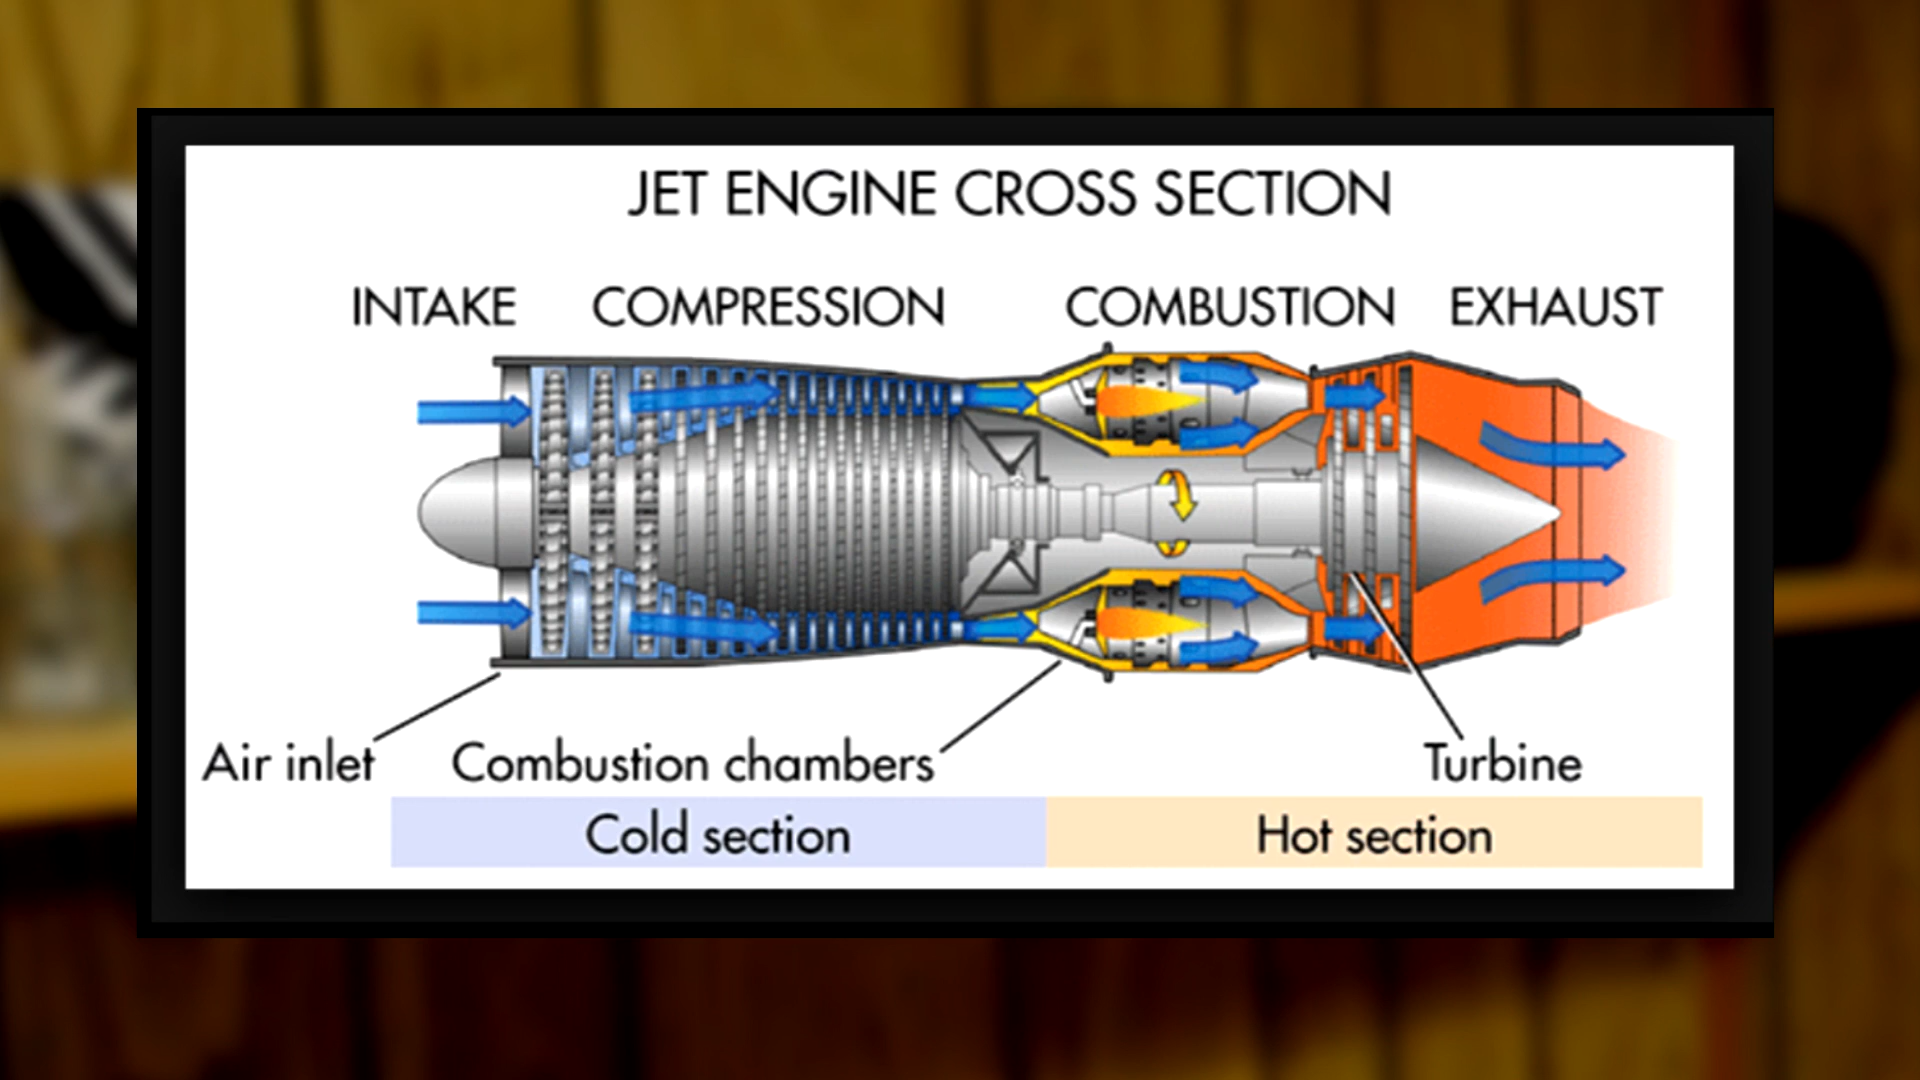 JET ENGINE CROSS SECTION
INTAKE COMPRESSION COMBUSTION EXHAUST
Air inlet Combustion chambers Turbine
Cold section Hot section